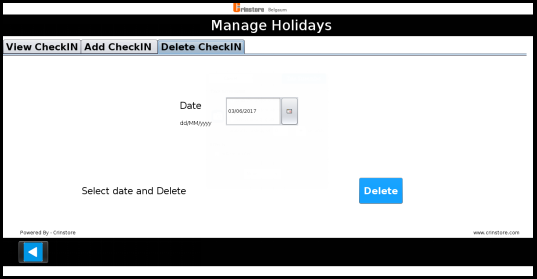 Crinstore Belgaum
Manage Holidays
View CheckIN Add CheckIN Delete CheckIN
Date
03/06/2017
dd/MM/yyyy
Select date and Delete
Delete
Powered By - Crinstore
www.crinstore.com